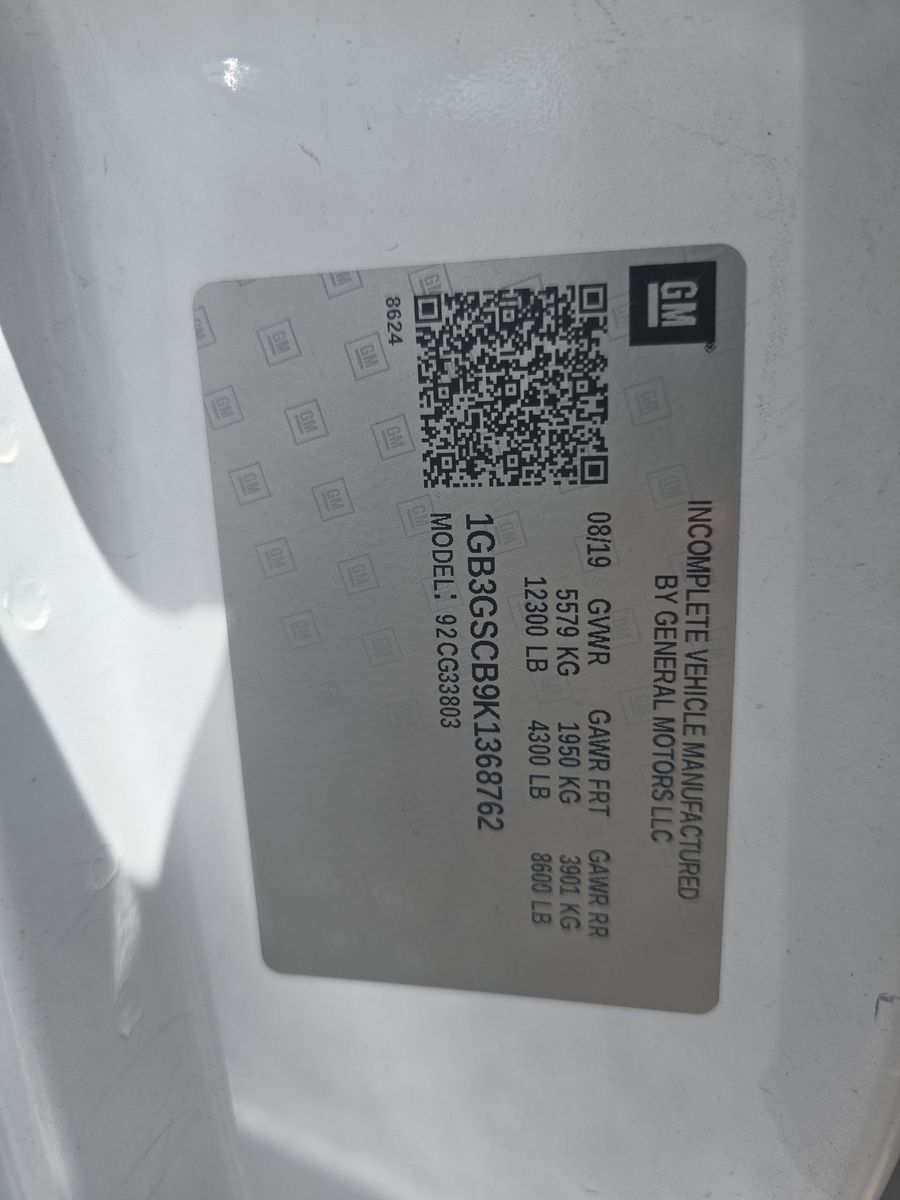 GM®
INCOMPLETE VEHICLE MANUFACTURED
BY GENERAL MOTORS LLC
08/19 GVWR GAWR FRT GAWR RR
5579 KG 1950 KG 3901 KG
12300 LB 4300 LB 8600 LB
1GB3GSCB9K1368762
MODEL: 92CG33803
8624